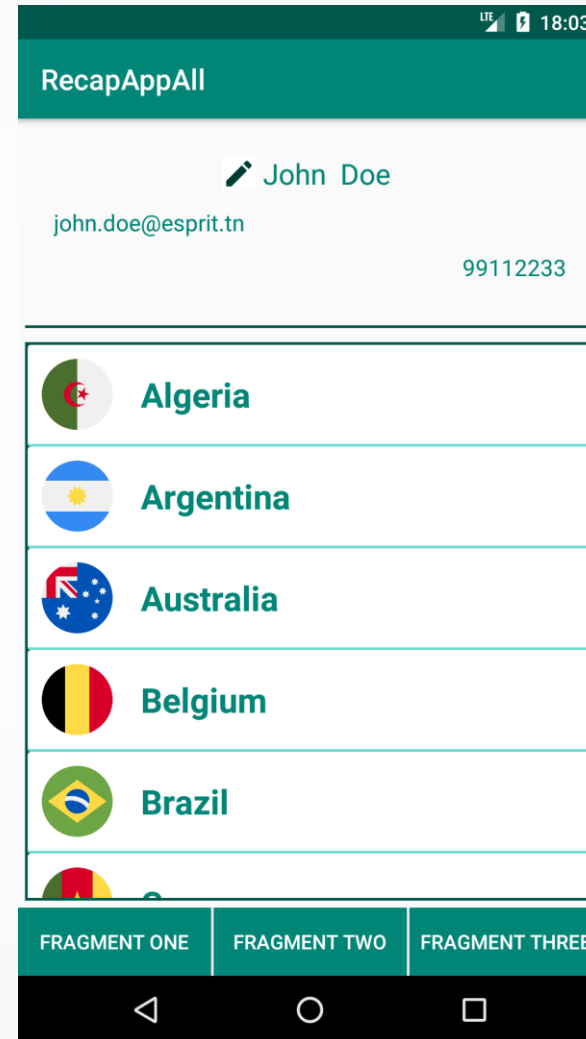 LTE 18:03
RecapAppAll
John Doe
john.doe@esprit.tn
99112233
Algeria
Argentina
Australia
Belgium
Brazil
FRAGMENT ONE FRAGMENT TWO FRAGMENT THREE